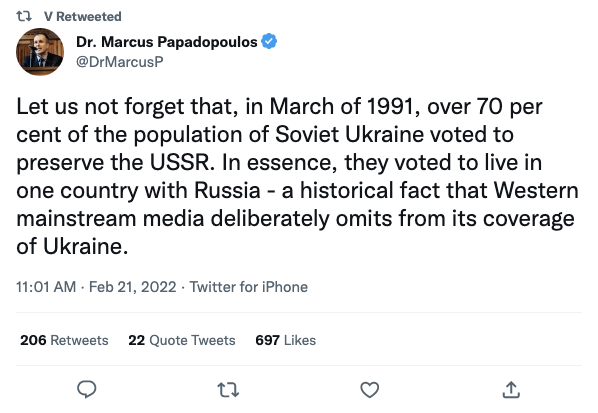 V Retweeted
Dr. Marcus Papadopoulos
@DrMarcusP
Let us not forget that, in March of 1991, over 70 per
cent of the population of Soviet Ukraine voted to
preserve the USSR. In essence, they voted to live in
one country with Russia - a historical fact that Western
mainstream media deliberately omits from its coverage
of Ukraine.
11:01 AM · Feb 21, 2022 · Twitter for iPhone
206 Retweets 22 Quote Tweets 697 Likes